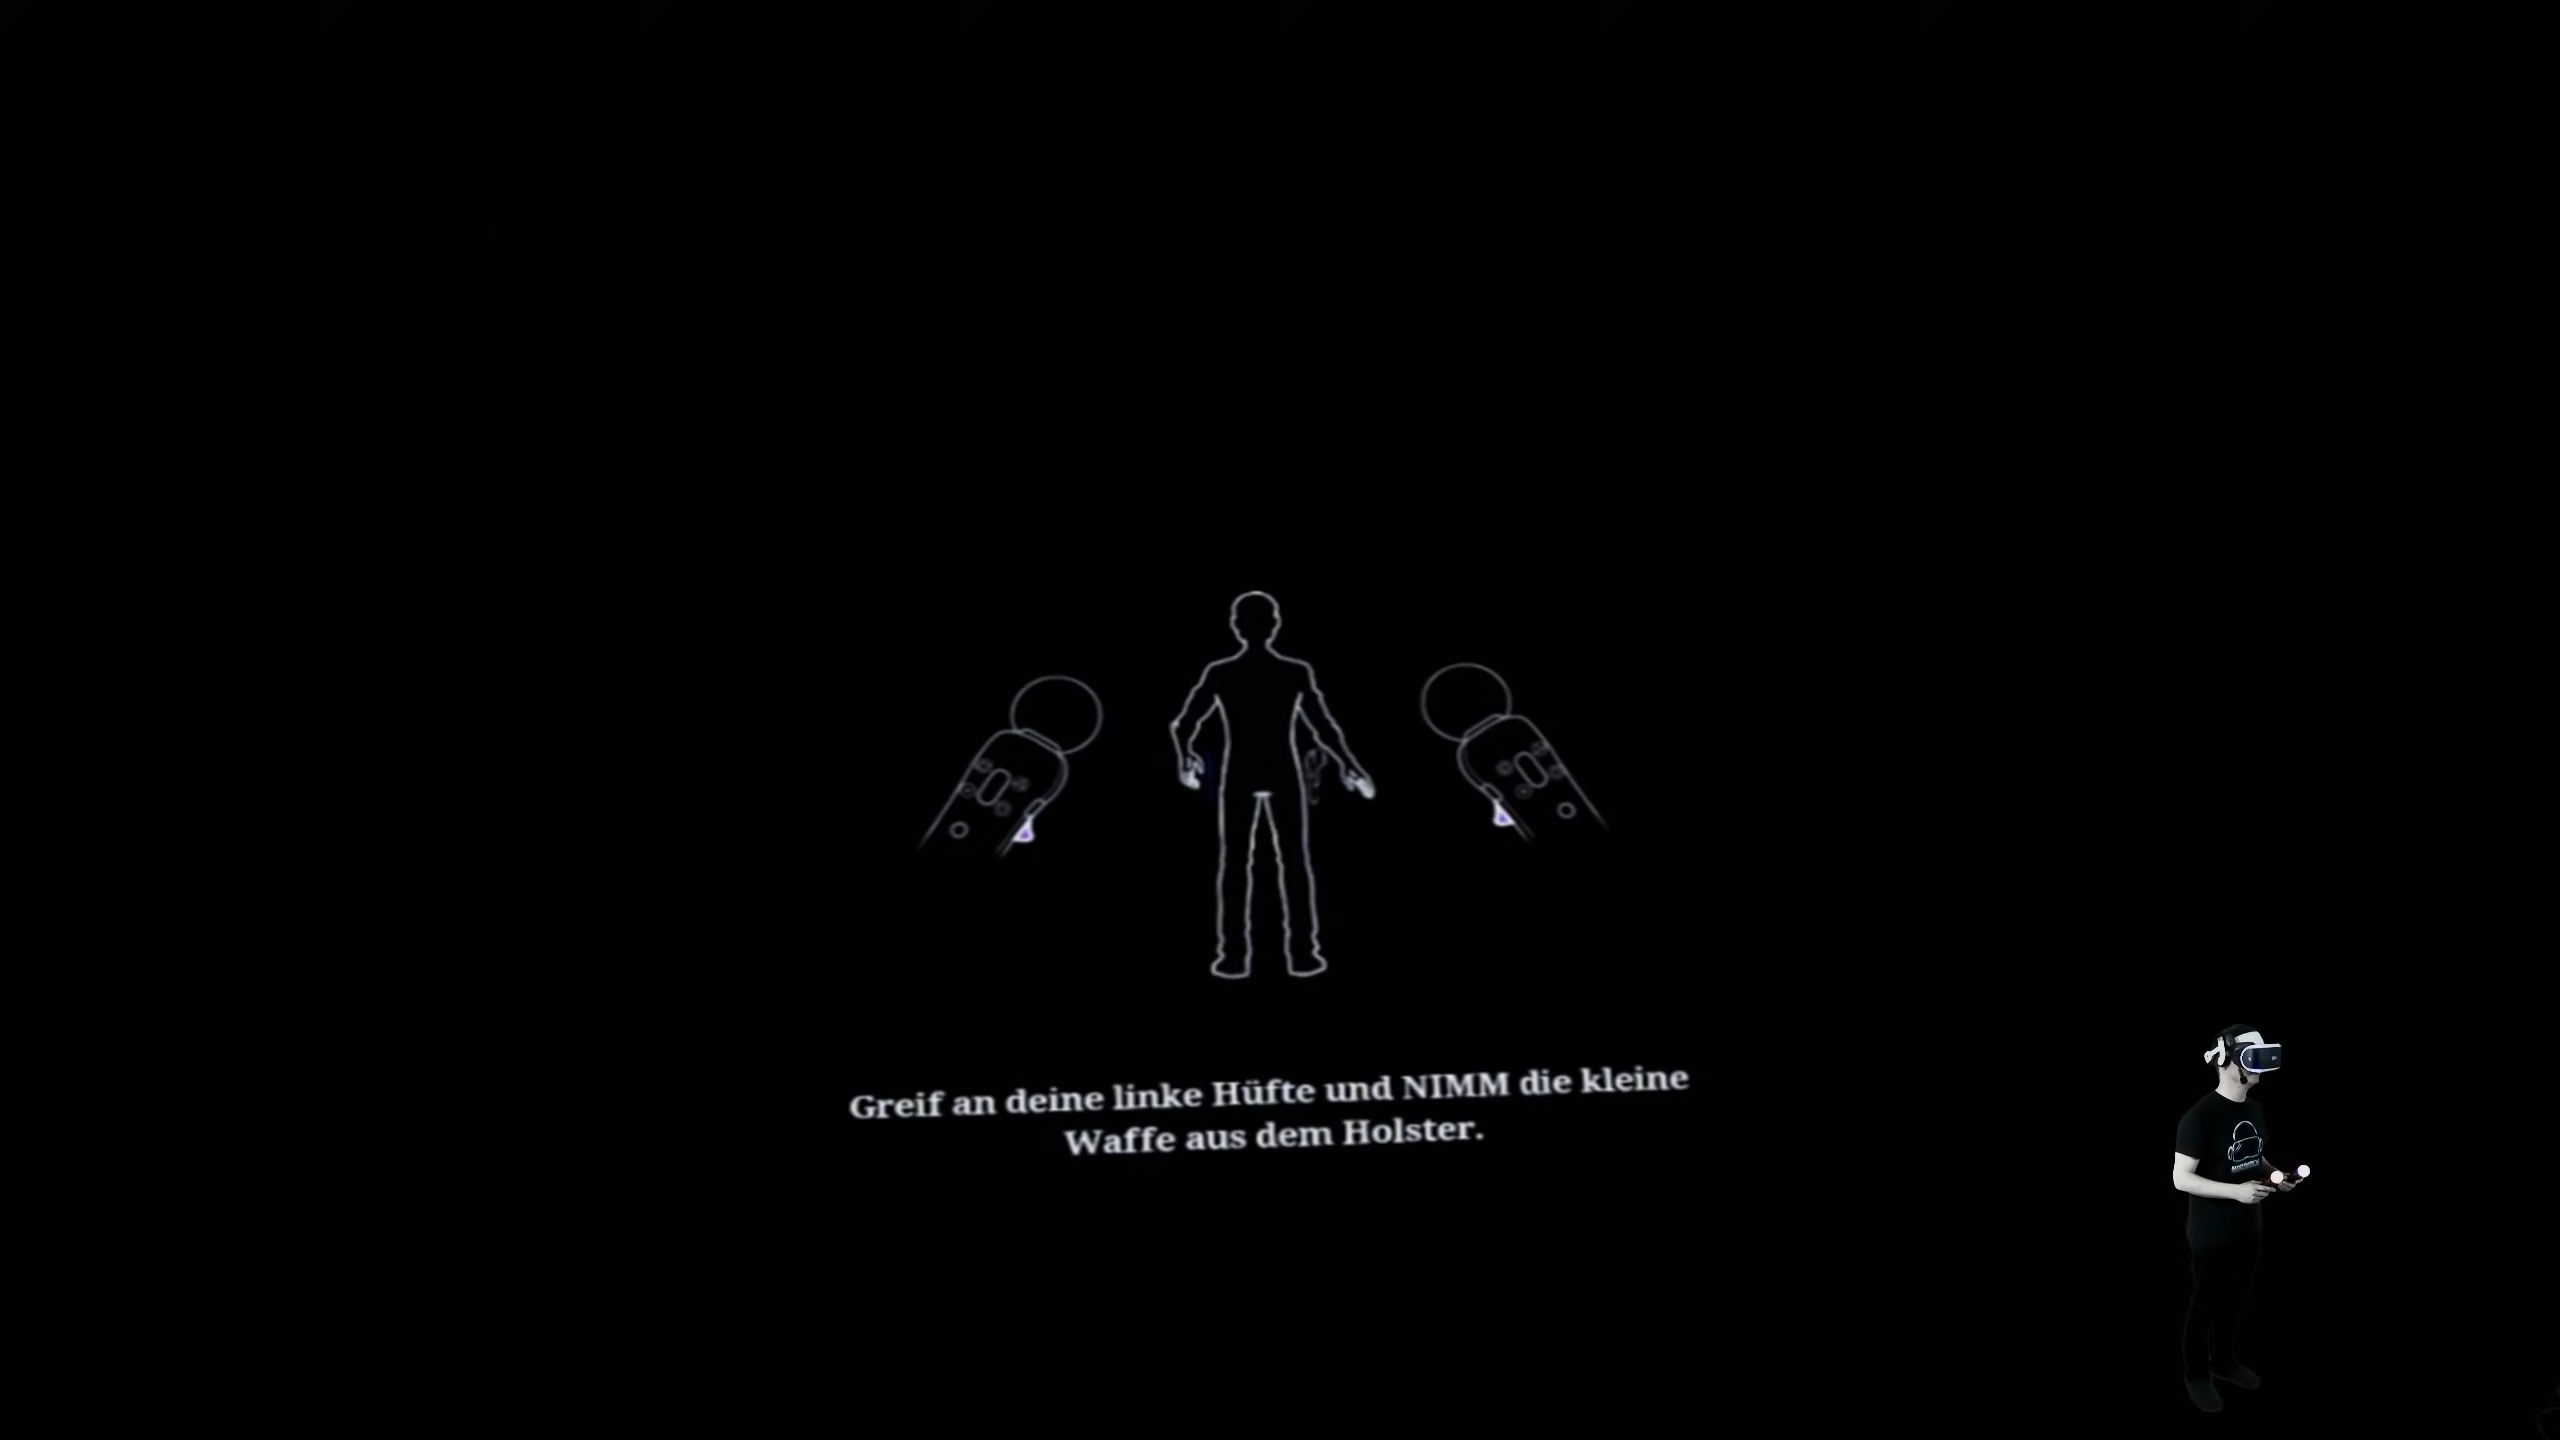 Greif an deine linke Hüfte und NIMM die kleine
Waffe aus dem Holster.